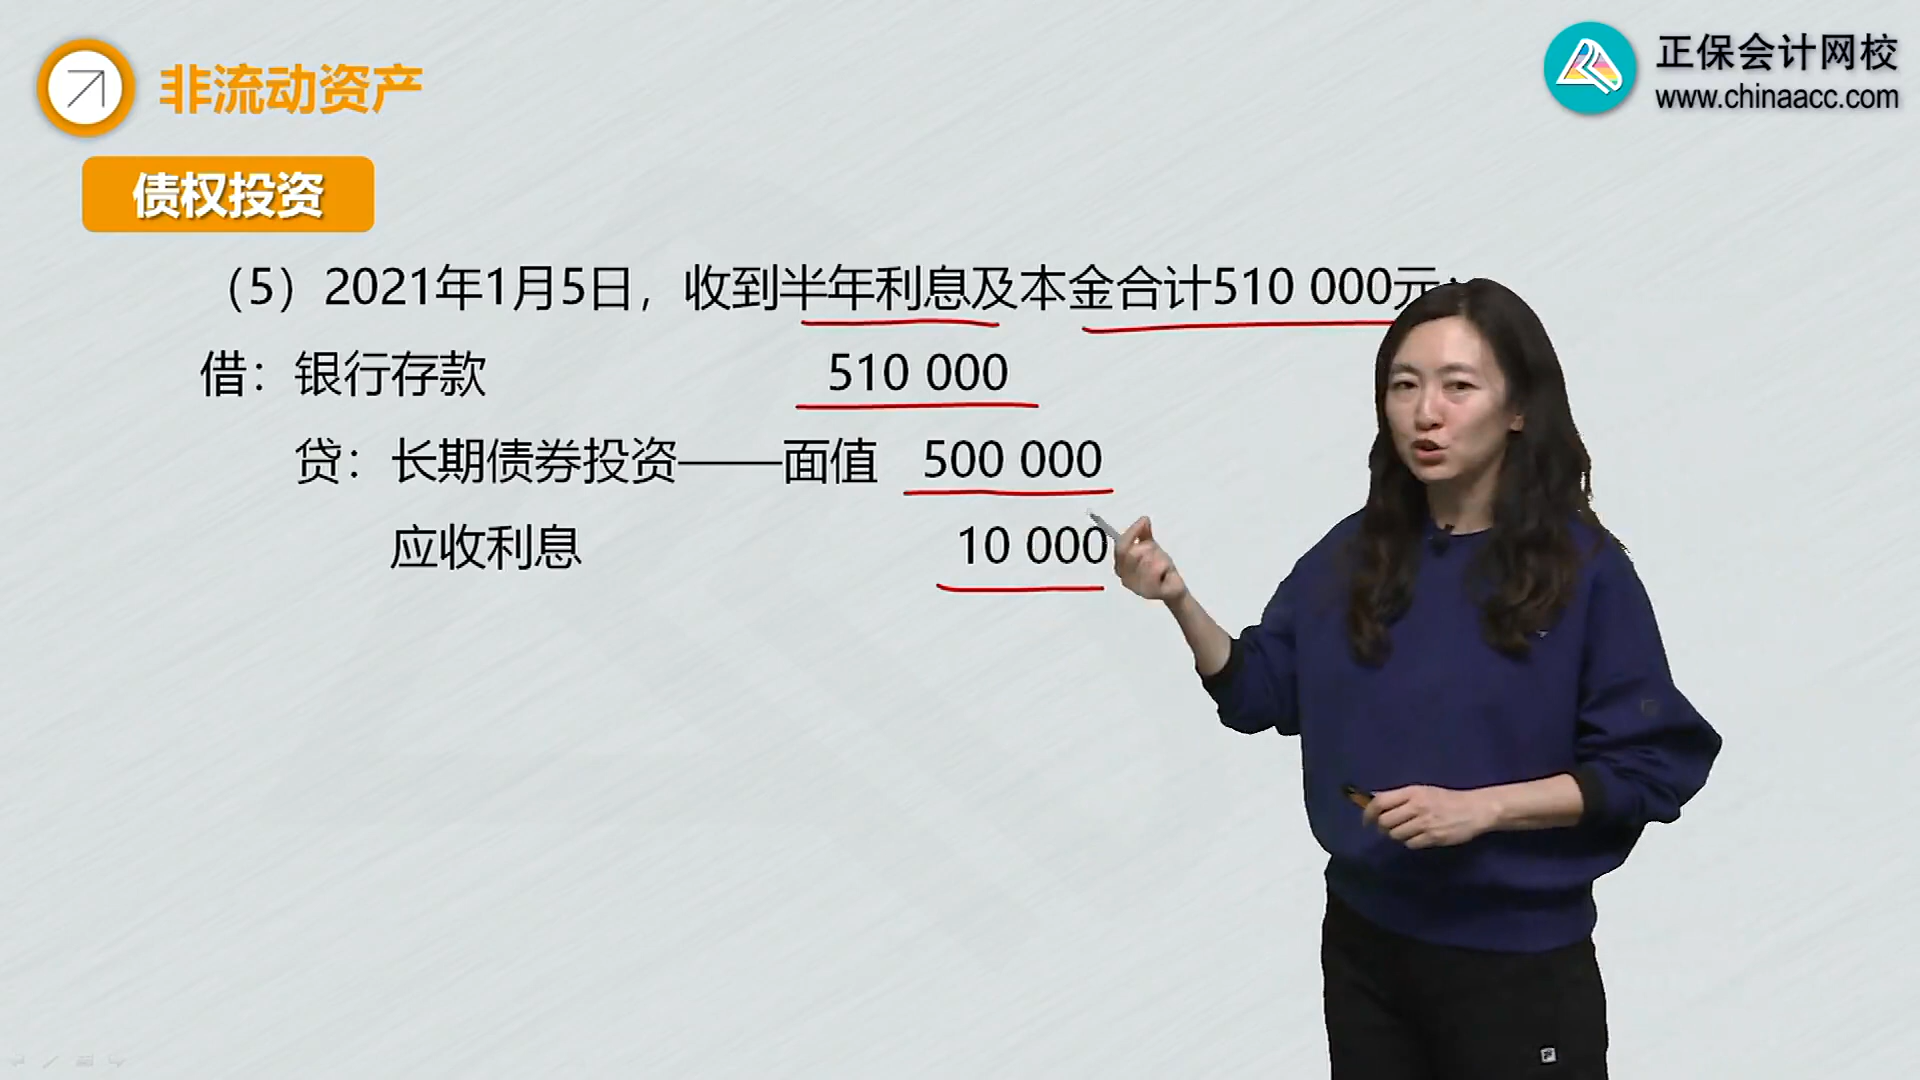 非流动资产
正保会计网校
www.chinaacc.com
债权投资
（5）2021年1月5日，收到半年利息及本金合计510 000元；
借：银行存款 510 000
贷：长期债券投资——面值 500 000
应收利息 10 000